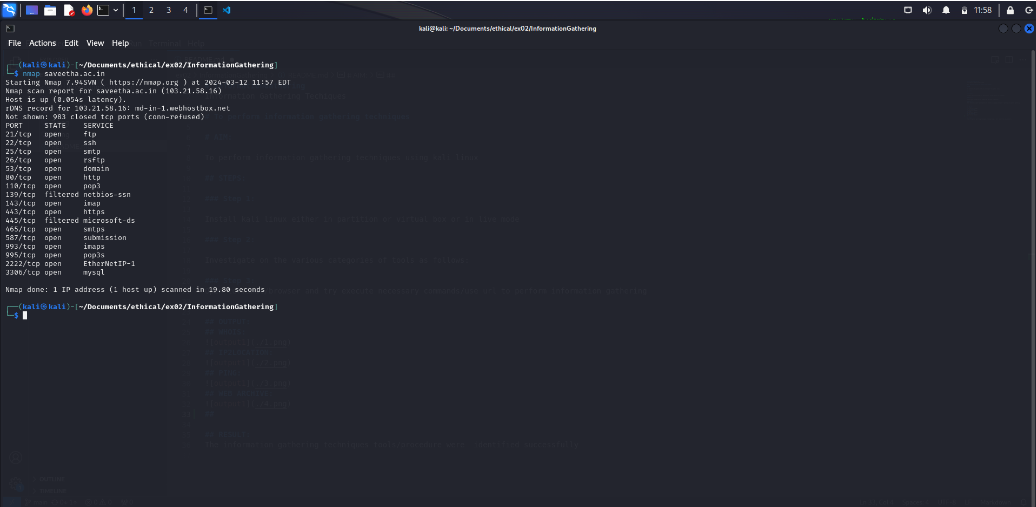 1 2 3 4 11:58
kali@kali: ~/Documents/ethical/ex02/InformationGathering
File Actions Edit View Help
┌──(kali㉿kali)-[~/Documents/ethical/ex02/InformationGathering]
└─$ nmap saveetha.ac.in
Starting Nmap 7.94SVN ( https://nmap.org ) at 2024-03-12 11:57 EDT
Nmap scan report for saveetha.ac.in (103.21.58.16)
Host is up (0.054s latency).
rDNS record for 103.21.58.16: md-in-1.webhostbox.net
Not shown: 983 closed tcp ports (conn-refused)
PORT STATE SERVICE
21/tcp open ftp
22/tcp open ssh
25/tcp open smtp
26/tcp open rsftp
53/tcp open domain
80/tcp open http
110/tcp open pop3
139/tcp filtered netbios-ssn
143/tcp open imap
443/tcp open https
445/tcp filtered microsoft-ds
465/tcp open smtps
587/tcp open submission
993/tcp open imaps
995/tcp open pop3s
2222/tcp open EtherNetIP-1
3306/tcp open mysql
Nmap done: 1 IP address (1 host up) scanned in 19.80 seconds
┌──(kali㉿kali)-[~/Documents/ethical/ex02/InformationGathering]
└─$